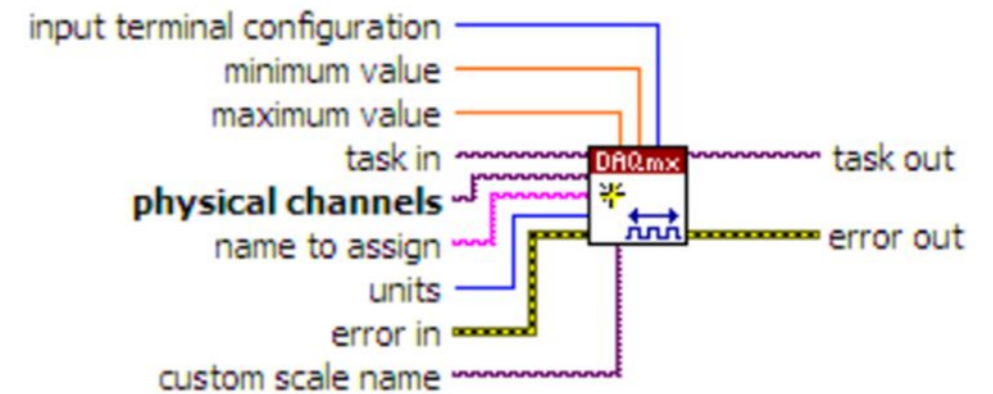 input terminal configuration
minimum value
maximum value
task in
DAQmx
task out
physical channels
name to assign
error out
units
error in
custom scale name